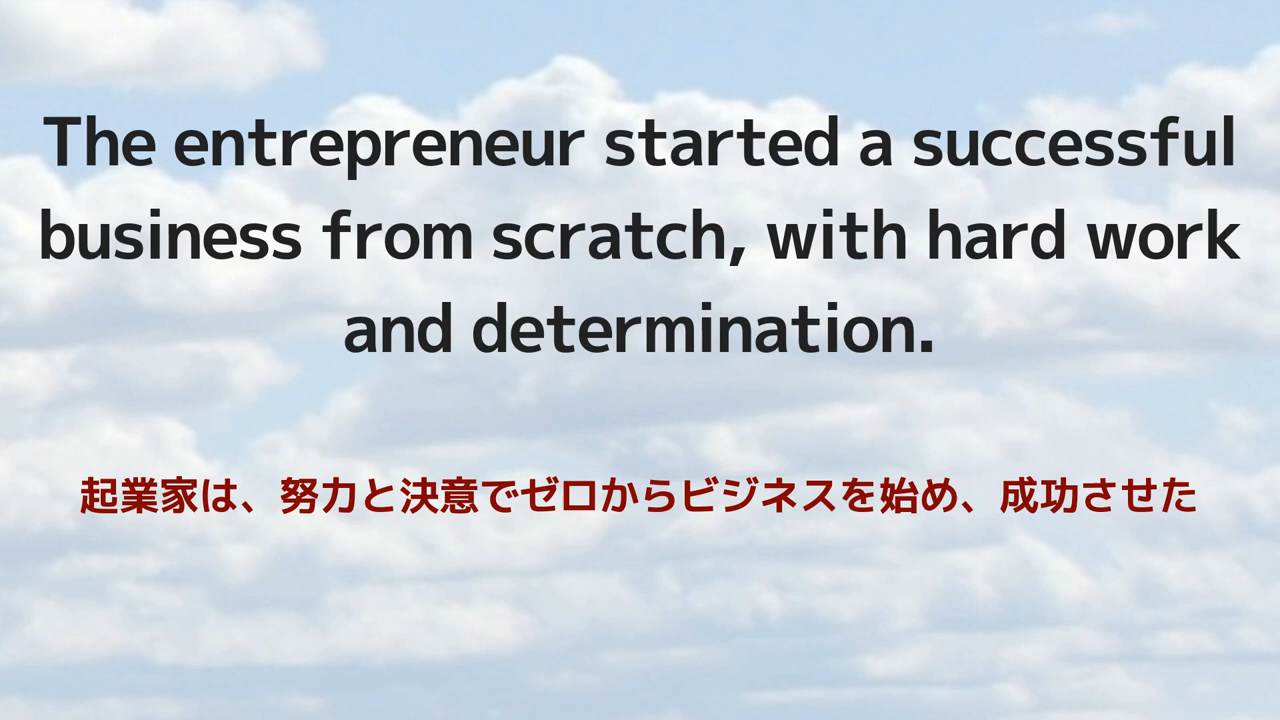 The entrepreneur started a successful
business from scratch, with hard work
and determination.
起業家は、努力と決意でゼロからビジネスを始め、成功させた